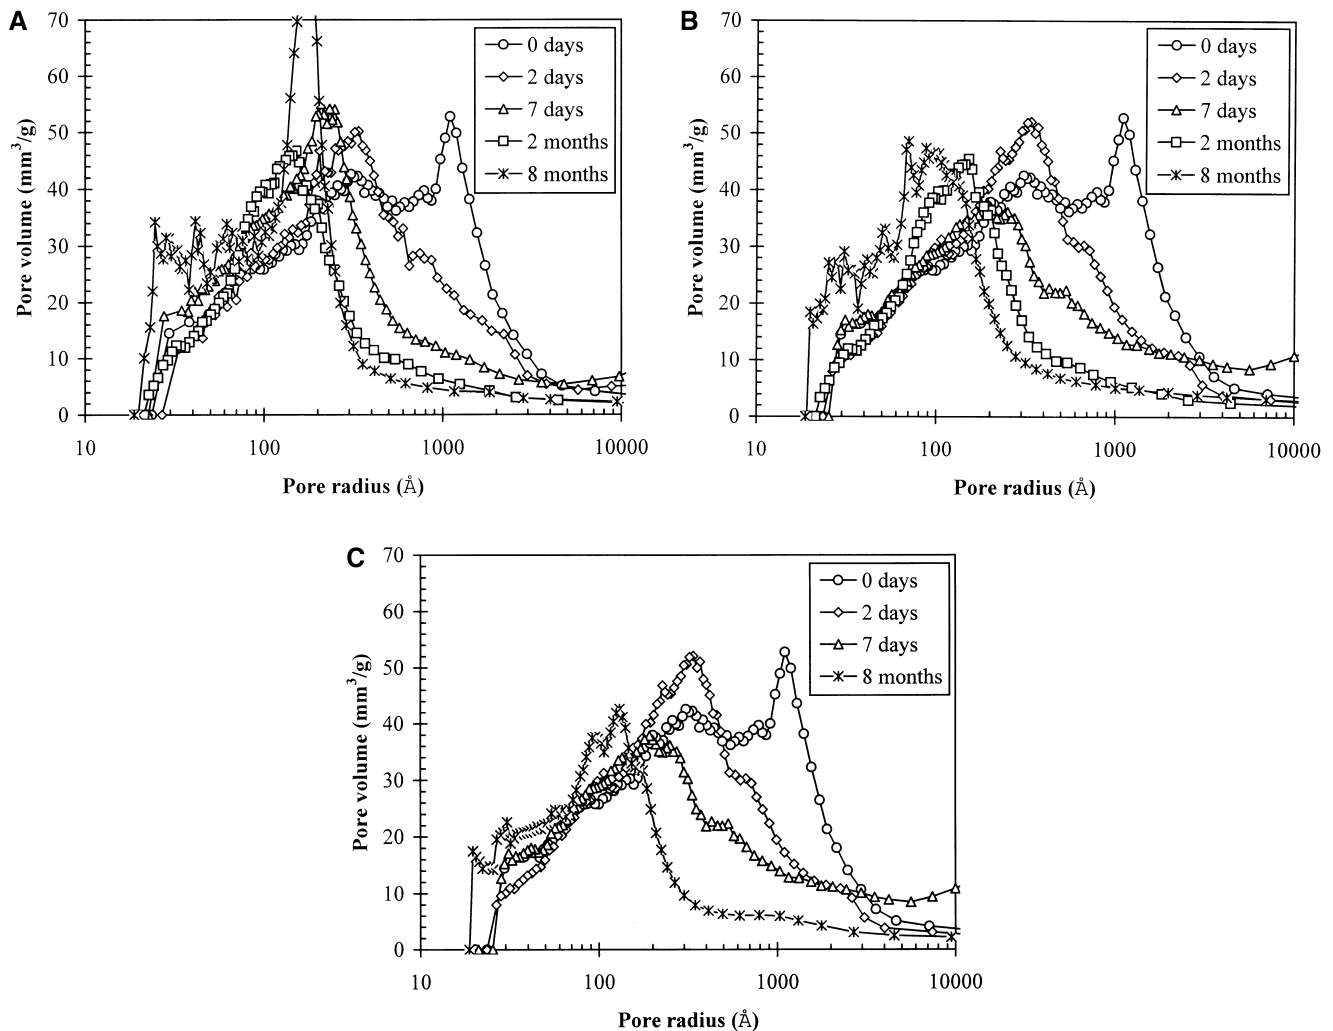 A
70
60
50
40
30
20
10
0
Pore volume (mm³/g)
0 days
2 days
7 days
2 months
8 months
10 100 1000 10000
Pore radius (Å)
B
70
60
50
40
30
20
10
0
Pore volume (mm³/g)
0 days
2 days
7 days
2 months
8 months
10 100 1000 10000
Pore radius (Å)
C
70
60
50
40
30
20
10
0
Pore volume (mm³/g)
0 days
2 days
7 days
8 months
10 100 1000 10000
Pore radius (Å)